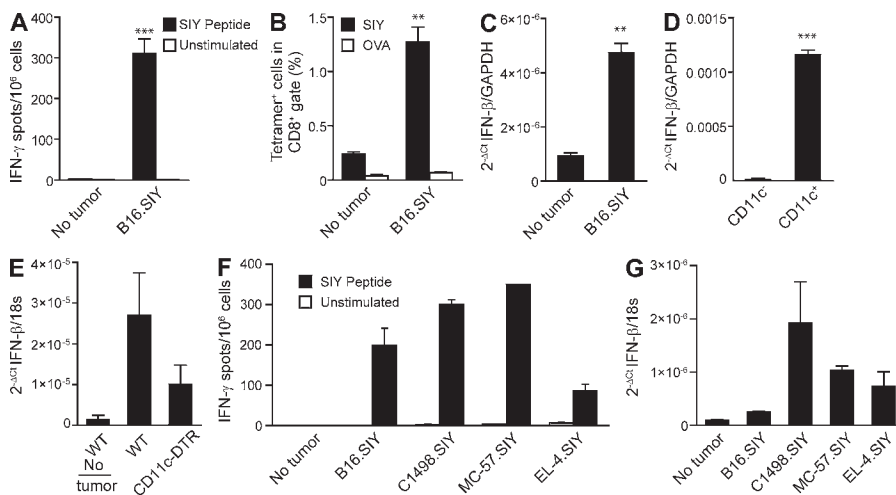 A
IFN-γ spots/10⁶ cells
400
300
200
100
0
***
SIY Peptide
Unstimulated
No tumor
B16.SIY
B
Tetramer⁺ cells in
CD8⁺ gate (%)
1.5
1.0
0.5
0
SIY
OVA
**
No tumor
B16.SIY
C
2⁻ΔCt IFN-β/GAPDH
6×10⁻⁶
4×10⁻⁶
2×10⁻⁶
0
**
No tumor
B16.SIY
D
2⁻ΔCt IFN-β/GAPDH
0.0015
0.0010
0.0005
0
***
CD11c⁻
CD11c⁺
E
2⁻ΔCt IFN-β/18s
4×10⁻⁵
3×10⁻⁵
2×10⁻⁵
1×10⁻⁵
0
WT
WT
CD11c-DTR
No
tumor
F
IFN-γ spots/10⁶ cells
400
300
200
100
0
SIY Peptide
Unstimulated
No tumor
B16.SIY
C1498.SIY
MC-57.SIY
EL-4.SIY
G
2⁻ΔCt IFN-β/18s
3×10⁻⁶
2×10⁻⁶
1×10⁻⁶
0
No tumor
B16.SIY
C1498.SIY
MC-57.SIY
EL-4.SIY